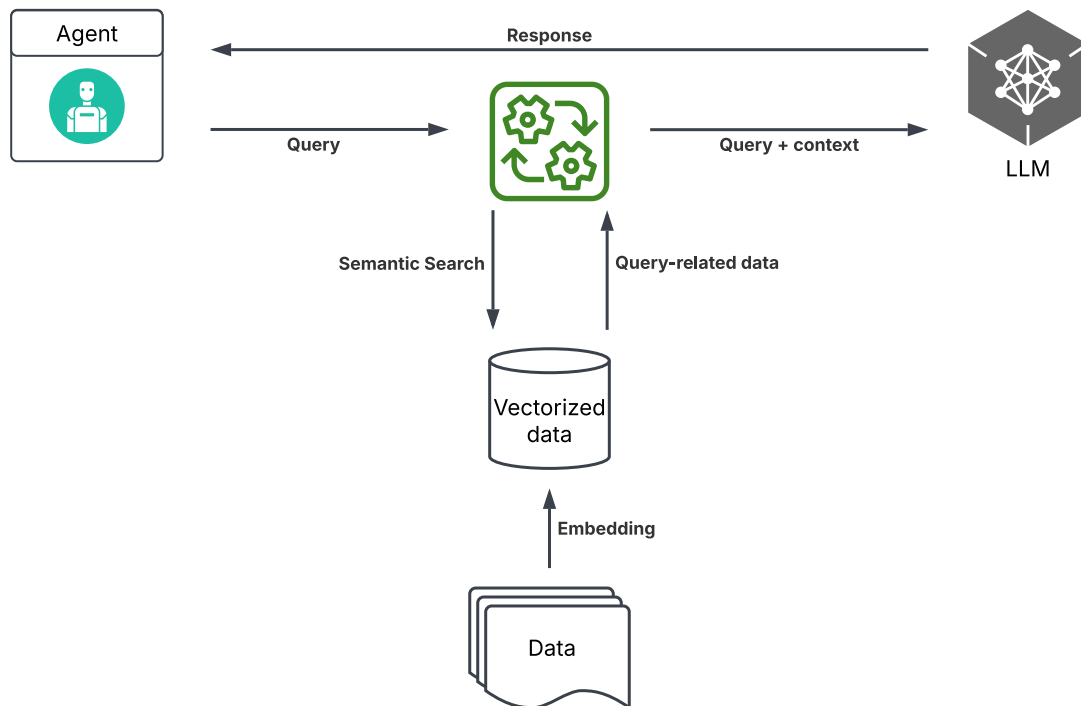 Agent
Response
Query
Query + context
LLM
Semantic Search
Query-related data
Vectorized
data
Embedding
Data